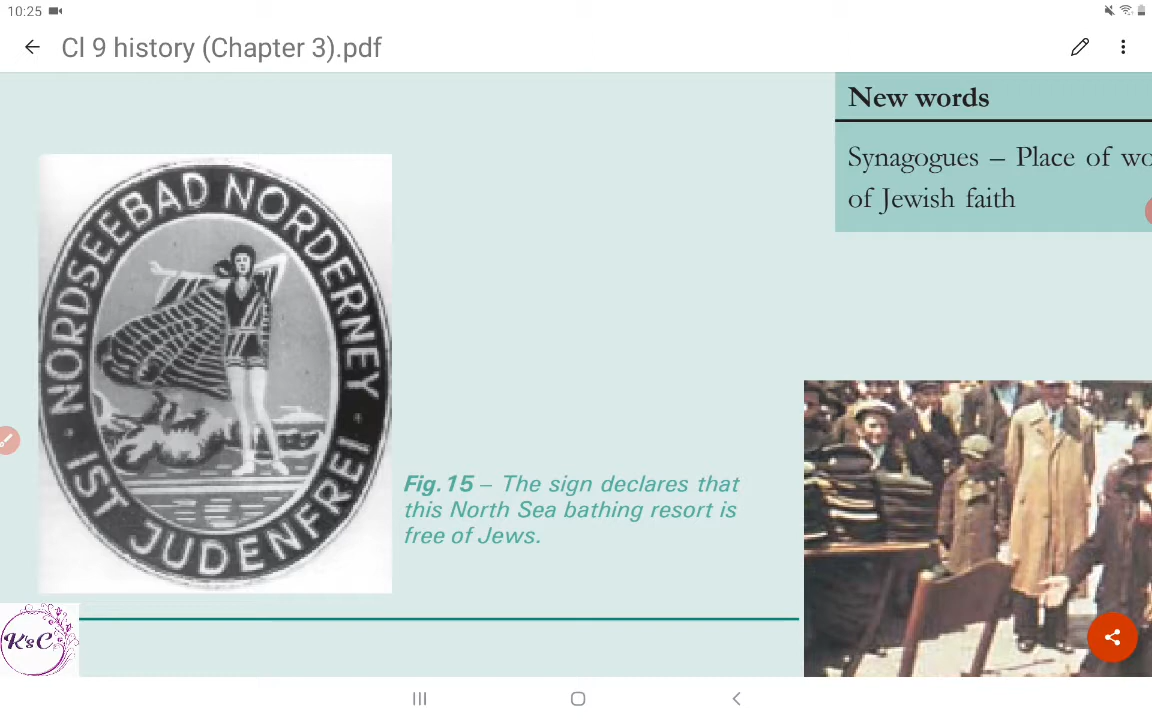 10:25
Cl 9 history (Chapter 3).pdf
New words
Synagogues – Place of wo
of Jewish faith
NORDSEEBAD NORDERNEY
IST JUDENFREI
Fig.15 – The sign declares that
this North Sea bathing resort is
free of Jews.
K's C